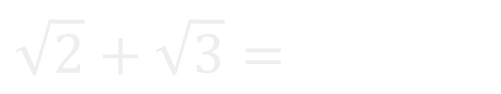 √2 + √3 =